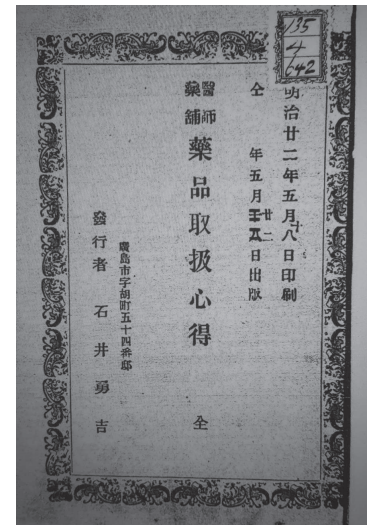 135
4
642
明治廿二年五月十八日印刷
仝 年五月廿二日出版
醫師
藥舗
藥品取扱心得 全
廣島市字胡町五十四番邸
發行者 石井勇吉